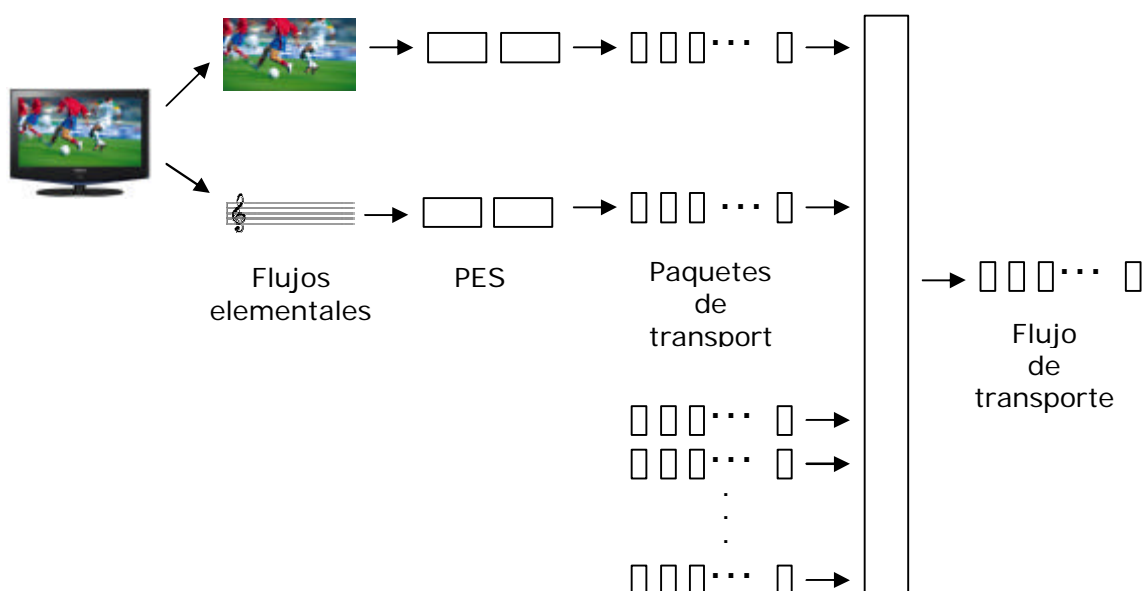 Flujos
elementales
PES
Paquetes
de
transport
Flujo
de
transporte